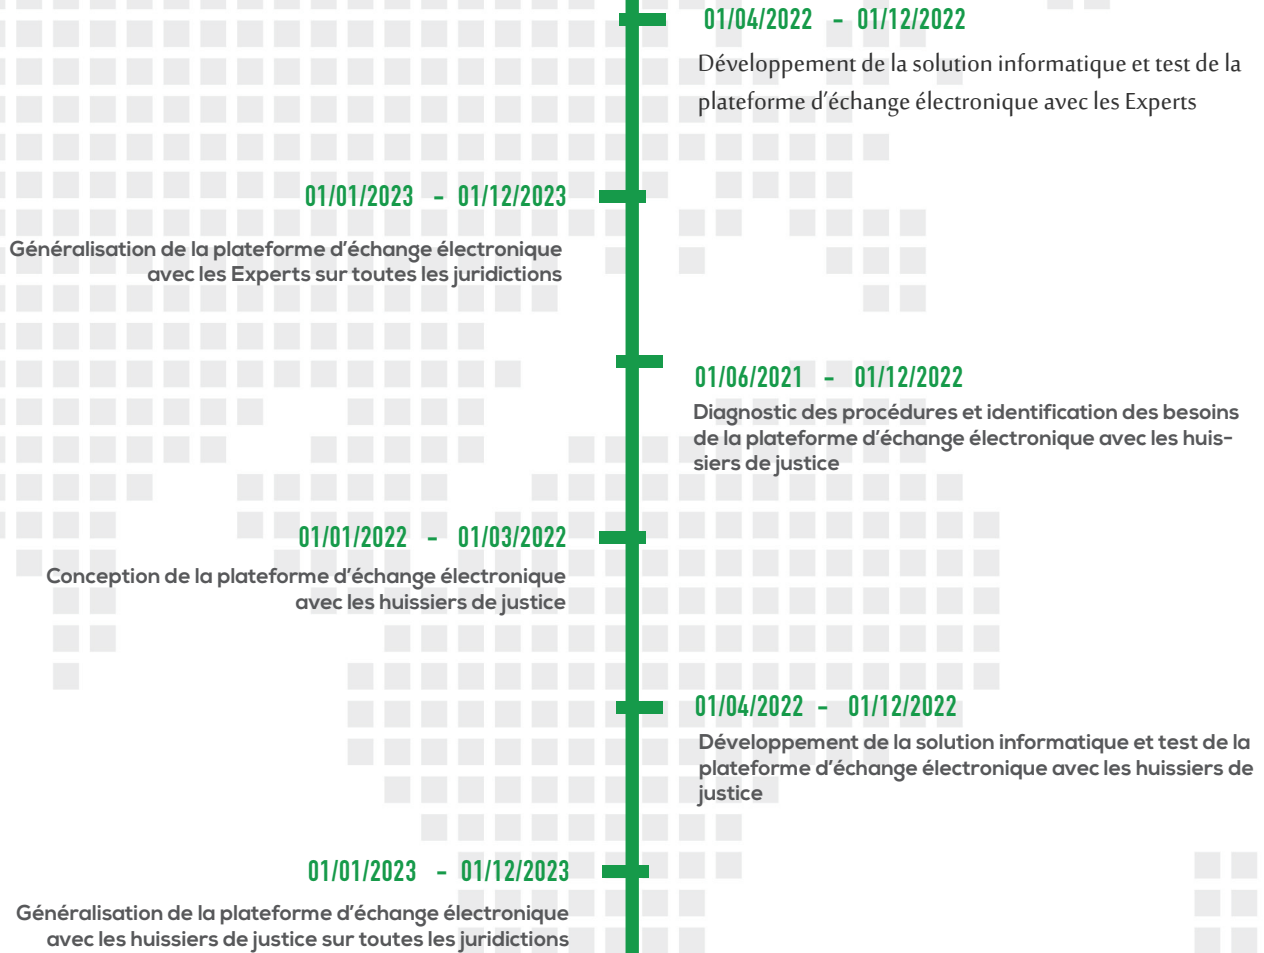 01/04/2022 - 01/12/2022
Développement de la solution informatique et test de la
plateforme d’échange électronique avec les Experts
01/01/2023 - 01/12/2023
Généralisation de la plateforme d’échange électronique
avec les Experts sur toutes les juridictions
01/06/2021 - 01/12/2022
Diagnostic des procédures et identification des besoins
de la plateforme d’échange électronique avec les huis-
siers de justice
01/01/2022 - 01/03/2022
Conception de la plateforme d’échange électronique
avec les huissiers de justice
01/04/2022 - 01/12/2022
Développement de la solution informatique et test de la
plateforme d’échange électronique avec les huissiers de
justice
01/01/2023 - 01/12/2023
Généralisation de la plateforme d’échange électronique
avec les huissiers de justice sur toutes les juridictions